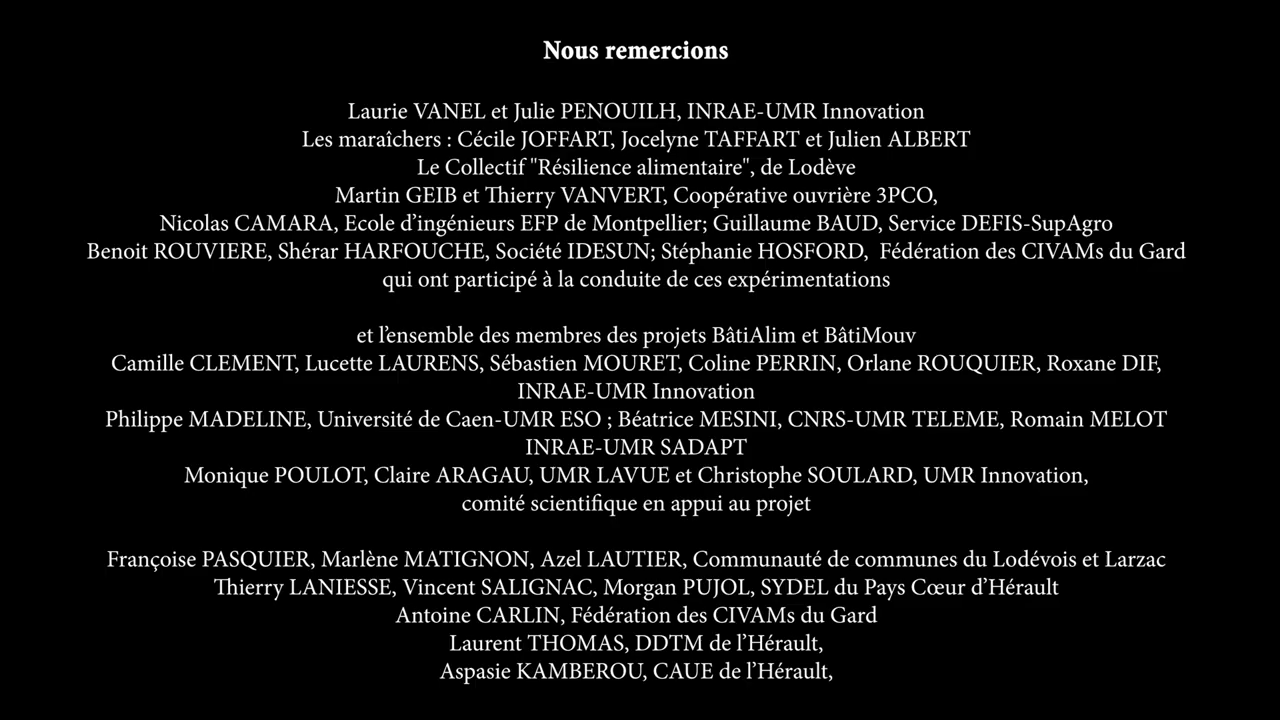 Nous remercions
Laurie VANEL et Julie PENOUILH, INRAE-UMR Innovation
Les maraîchers : Cécile JOFFART, Jocelyne TAFFART et Julien ALBERT
Le Collectif "Résilience alimentaire", de Lodève
Martin GEIB et Thierry VANVERT, Coopérative ouvrière 3PCO,
Nicolas CAMARA, Ecole d'ingénieurs EFP de Montpellier; Guillaume BAUD, Service DEFIS-SupAgro
Benoit ROUVIERE, Shérar HARFOUCHE, Société IDESUN; Stéphanie HOSFORD, Fédération des CIVAMs du Gard
qui ont participé à la conduite de ces expérimentations
et l'ensemble des membres des projets BâtiAlim et BâtiMouv
Camille CLEMENT, Lucette LAURENS, Sébastien MOURET, Coline PERRIN, Orlane ROUQUIER, Roxane DIF,
INRAE-UMR Innovation
Philippe MADELINE, Université de Caen-UMR ESO ; Béatrice MESINI, CNRS-UMR TELEME, Romain MELOT
INRAE-UMR SADAPT
Monique POULOT, Claire ARAGAU, UMR LAVUE et Christophe SOULARD, UMR Innovation,
comité scientifique en appui au projet
Françoise PASQUIER, Marlène MATIGNON, Azel LAUTIER, Communauté de communes du Lodévois et Larzac
Thierry LANIESSE, Vincent SALIGNAC, Morgan PUJOL, SYDEL du Pays Cœur d'Hérault
Antoine CARLIN, Fédération des CIVAMs du Gard
Laurent THOMAS, DDTM de l'Hérault,
Aspasie KAMBEROU, CAUE de l'Hérault,